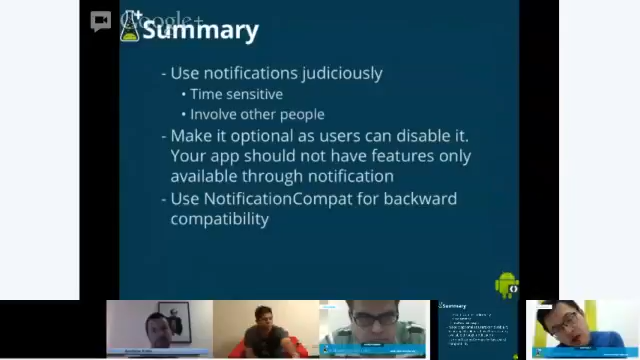 Google+
Summary
- Use notifications judiciously
• Time sensitive
• Involve other people
- Make it optional as users can disable it.
Your app should not have features only
available through notification
- Use NotificationCompat for backward
compatibility
Summary